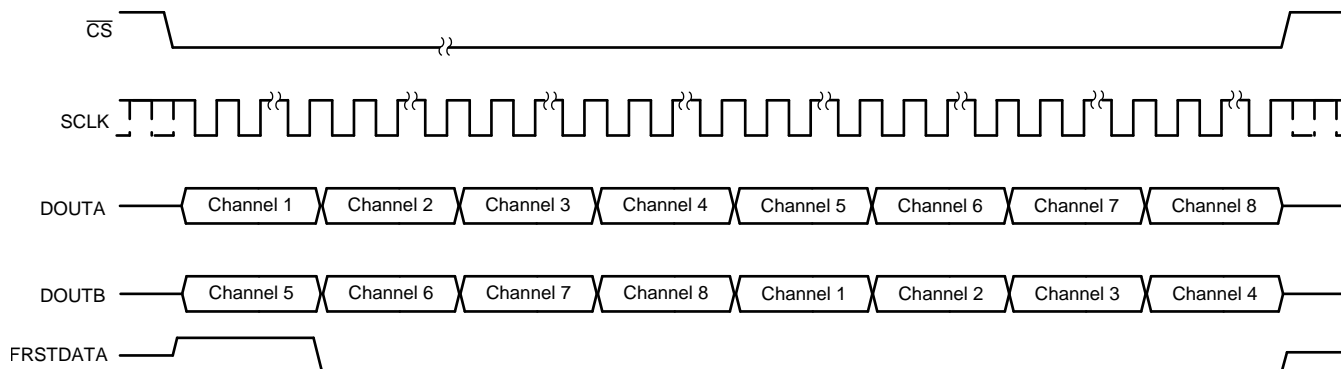 CS
SCLK
DOUTA Channel 1 Channel 2 Channel 3 Channel 4 Channel 5 Channel 6 Channel 7 Channel 8
DOUTB Channel 5 Channel 6 Channel 7 Channel 8 Channel 1 Channel 2 Channel 3 Channel 4
FRSTDATA